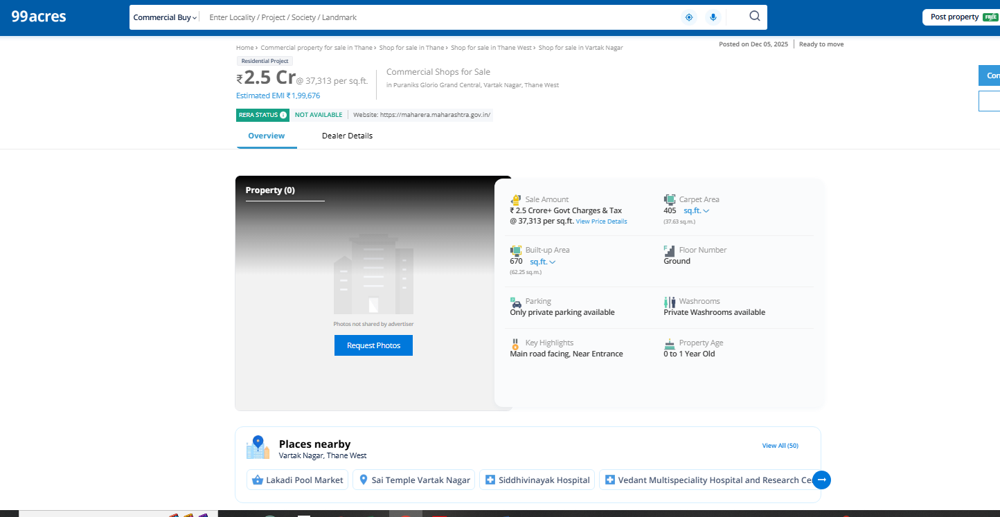 99acres
Commercial Buy
Enter Locality / Project / Society / Landmark
Post property FREE
Home > Commercial property for sale in Thane > Shop for sale in Thane > Shop for sale in Thane West > Shop for sale in Vartak Nagar
Posted on Dec 05, 2025 | Ready to move
Residential Project
₹2.5 Cr @ 37,313 per sq.ft.
Estimated EMI ₹ 1,99,676
Commercial Shops for Sale
in Puraniks Glorio Grand Central, Vartak Nagar, Thane West
RERA STATUS NOT AVAILABLE Website: https://maharera.maharashtra.gov.in/
Overview
Dealer Details
Property (0)
Photos not shared by advertiser
Request Photos
Sale Amount
₹ 2.5 Crore+ Govt Charges & Tax
@ 37,313 per sq.ft. View Price Details
Carpet Area
405 sq.ft.
(37.63 sq.m.)
Built-up Area
670 sq.ft.
(62.25 sq.m.)
Floor Number
Ground
Parking
Only private parking available
Washrooms
Private Washrooms available
Key Highlights
Main road facing, Near Entrance
Property Age
0 to 1 Year Old
Places nearby
Vartak Nagar, Thane West
View All (50)
Lakadi Pool Market
Sai Temple Vartak Nagar
Siddhivinayak Hospital
Vedant Multispeciality Hospital and Research